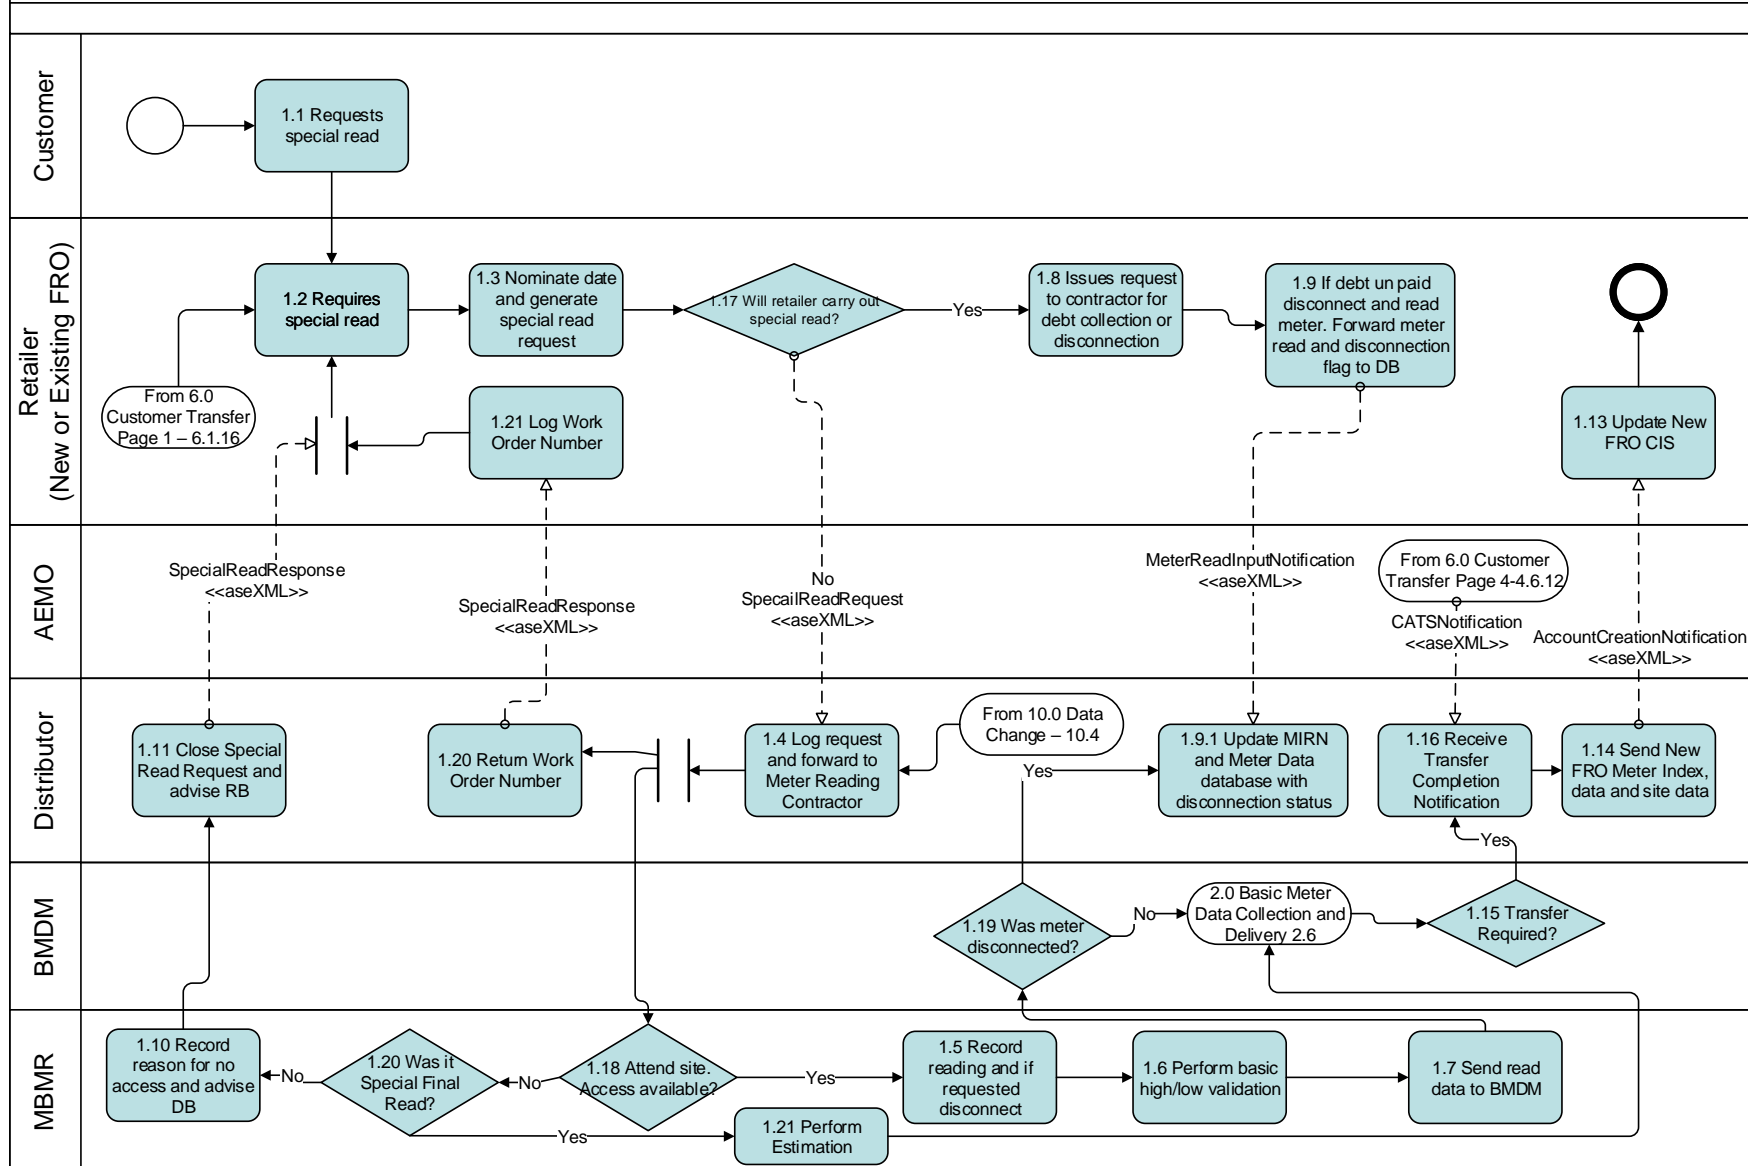 Customer
1.1 Requests
special read
Retailer
(New or Existing FRO)
1.2 Requires
special read
1.3 Nominate date
and generate
special read
request
1.17 Will retailer carry out
special read?
Yes
1.8 Issues request
to contractor for
debt collection or
disconnection
1.9 If debt un paid
disconnect and read
meter. Forward meter
read and disconnection
flag to DB
From 6.0
Customer Transfer
Page 1 – 6.1.16
1.21 Log Work
Order Number
1.13 Update New
FRO CIS
AEMO
SpecialReadResponse
<<aseXML>>
SpecialReadResponse
<<aseXML>>
No
SpecailReadRequest
<<aseXML>>
MeterReadInputNotification
<<aseXML>>
From 6.0 Customer
Transfer Page 4-4.6.12
CATSNotification
<<aseXML>>
AccountCreationNotification
<<aseXML>>
Distributor
1.11 Close Special
Read Request and
advise RB
1.20 Return Work
Order Number
1.4 Log request
and forward to
Meter Reading
Contractor
From 10.0 Data
Change – 10.4
Yes
1.9.1 Update MIRN
and Meter Data
database with
disconnection status
1.16 Receive
Transfer
Completion
Notification
1.14 Send New
FRO Meter Index,
data and site data
Yes
BMDM
1.19 Was meter
disconnected?
No
2.0 Basic Meter
Data Collection and
Delivery 2.6
1.15 Transfer
Required?
MBMR
1.10 Record
reason for no
access and advise
DB
No
1.20 Was it
Special Final
Read?
No
1.18 Attend site.
Access available?
Yes
1.5 Record
reading and if
requested
disconnect
1.6 Perform basic
high/low validation
1.7 Send read
data to BMDM
Yes
1.21 Perform
Estimation